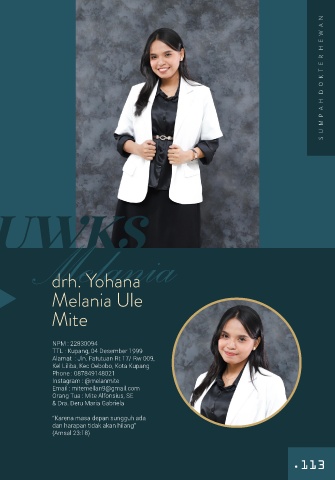 SUMPAH DOKTER HEWAN
UWKS
Melania
drh. Yohana
Melania Ule
Mite
NPM : 22830094
TTL : Kupang, 04 Desember 1999
Alamat : Jln. Fatutuan Rt.17/ Rw 009,
Kel Liliba, Kec Oebobo, Kota Kupang
Phone : 087849148021
Instagram : @melanmite
Email : mitemellan9@gmail.com
Orang Tua : Mite Alfonsius, SE
& Dra. Detu Maria Gabriela
"Karena masa depan sungguh ada
dan harapan tidak akan hilang"
(Amsal 23:18)
.113